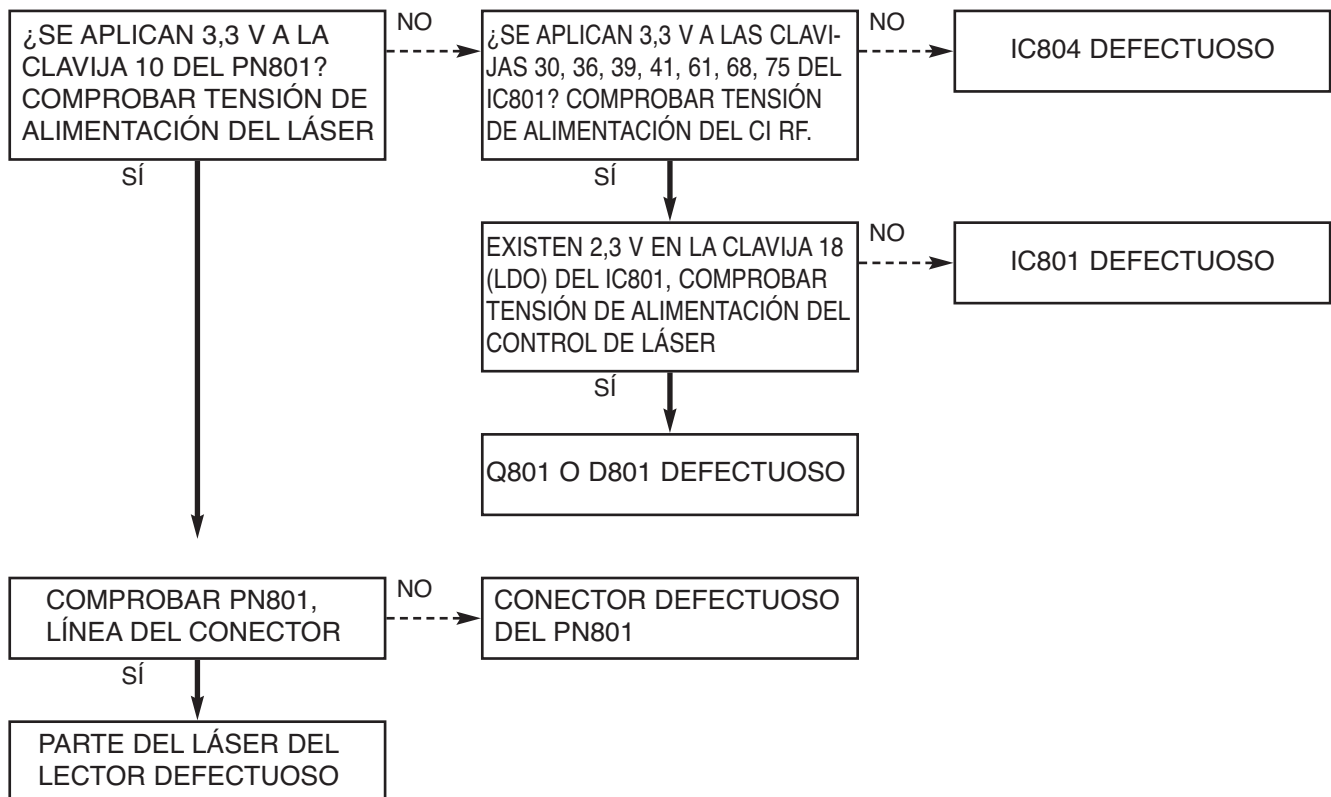 ¿SE APLICAN 3,3 V A LA
CLAVIJA 10 DEL PN801?
COMPROBAR TENSIÓN DE
ALIMENTACIÓN DEL LÁSER
NO
¿SE APLICAN 3,3 V A LAS CLAVI-
JAS 30, 36, 39, 41, 61, 68, 75 DEL
IC801? COMPROBAR TENSIÓN
DE ALIMENTACIÓN DEL CI RF.
NO
IC804 DEFECTUOSO
SÍ
SÍ
EXISTEN 2,3 V EN LA CLAVIJA 18
(LDO) DEL IC801, COMPROBAR
TENSIÓN DE ALIMENTACIÓN DEL
CONTROL DE LÁSER
NO
IC801 DEFECTUOSO
SÍ
Q801 O D801 DEFECTUOSO
COMPROBAR PN801,
LÍNEA DEL CONECTOR
NO
CONECTOR DEFECTUOSO
DEL PN801
SÍ
PARTE DEL LÁSER DEL
LECTOR DEFECTUOSO